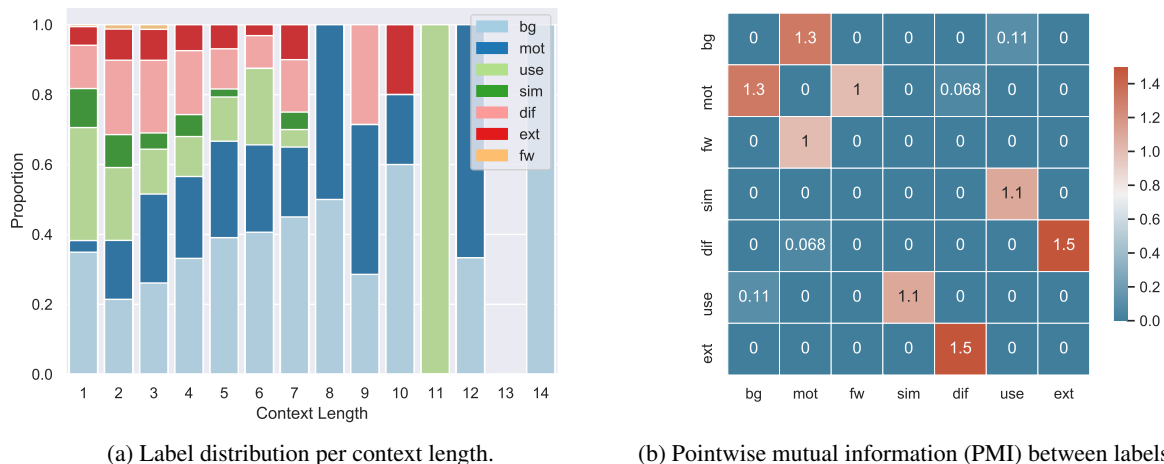 1.0
0.8
0.6
0.4
0.2
0.0
Proportion
bg
mot
use
sim
dif
ext
fw
1 2 3 4 5 6 7 8 9 10 11 12 13 14
Context Length
(a) Label distribution per context length.
bg 0 1.3 0 0 0 0.11 0
mot 1.3 0 1 0 0.068 0 0
fw 0 1 0 0 0 0 0
sim 0 0 0 0 0 1.1 0
dif 0 0.068 0 0 0 0 1.5
use 0.11 0 0 1.1 0 0 0
ext 0 0 0 0 1.5 0 0
bg mot fw sim dif use ext
1.4
1.2
1.0
0.8
0.6
0.4
0.2
0.0
(b) Pointwise mutual information (PMI) between labels